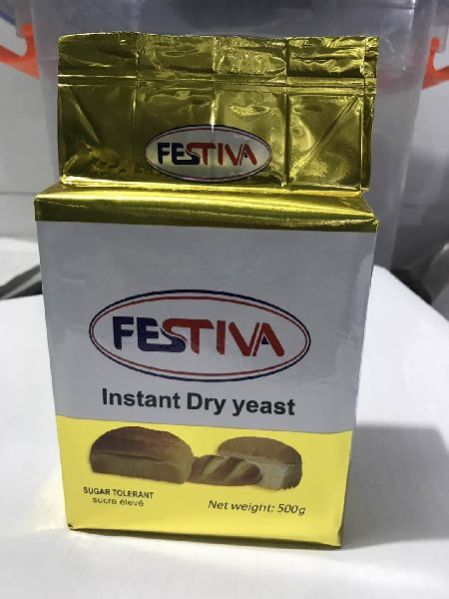 FESTIVA
FESTIVA
Instant Dry yeast
SUGAR TOLERANT
sucre élevé
Net weight: 500g